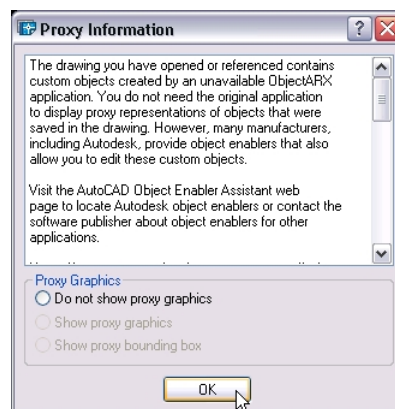 Proxy Information
The drawing you have opened or referenced contains
custom objects created by an unavailable ObjectARX
application. You do not need the original application
to display proxy representations of objects that were
saved in the drawing. However, many manufacturers,
including Autodesk, provide object enablers that also
allow you to edit these custom objects.
Visit the AutoCAD Object Enabler Assistant web
page to locate Autodesk object enablers or contact the
software publisher about object enablers for other
applications.
Proxy Graphics
Do not show proxy graphics
Show proxy graphics
Show proxy bounding box
OK